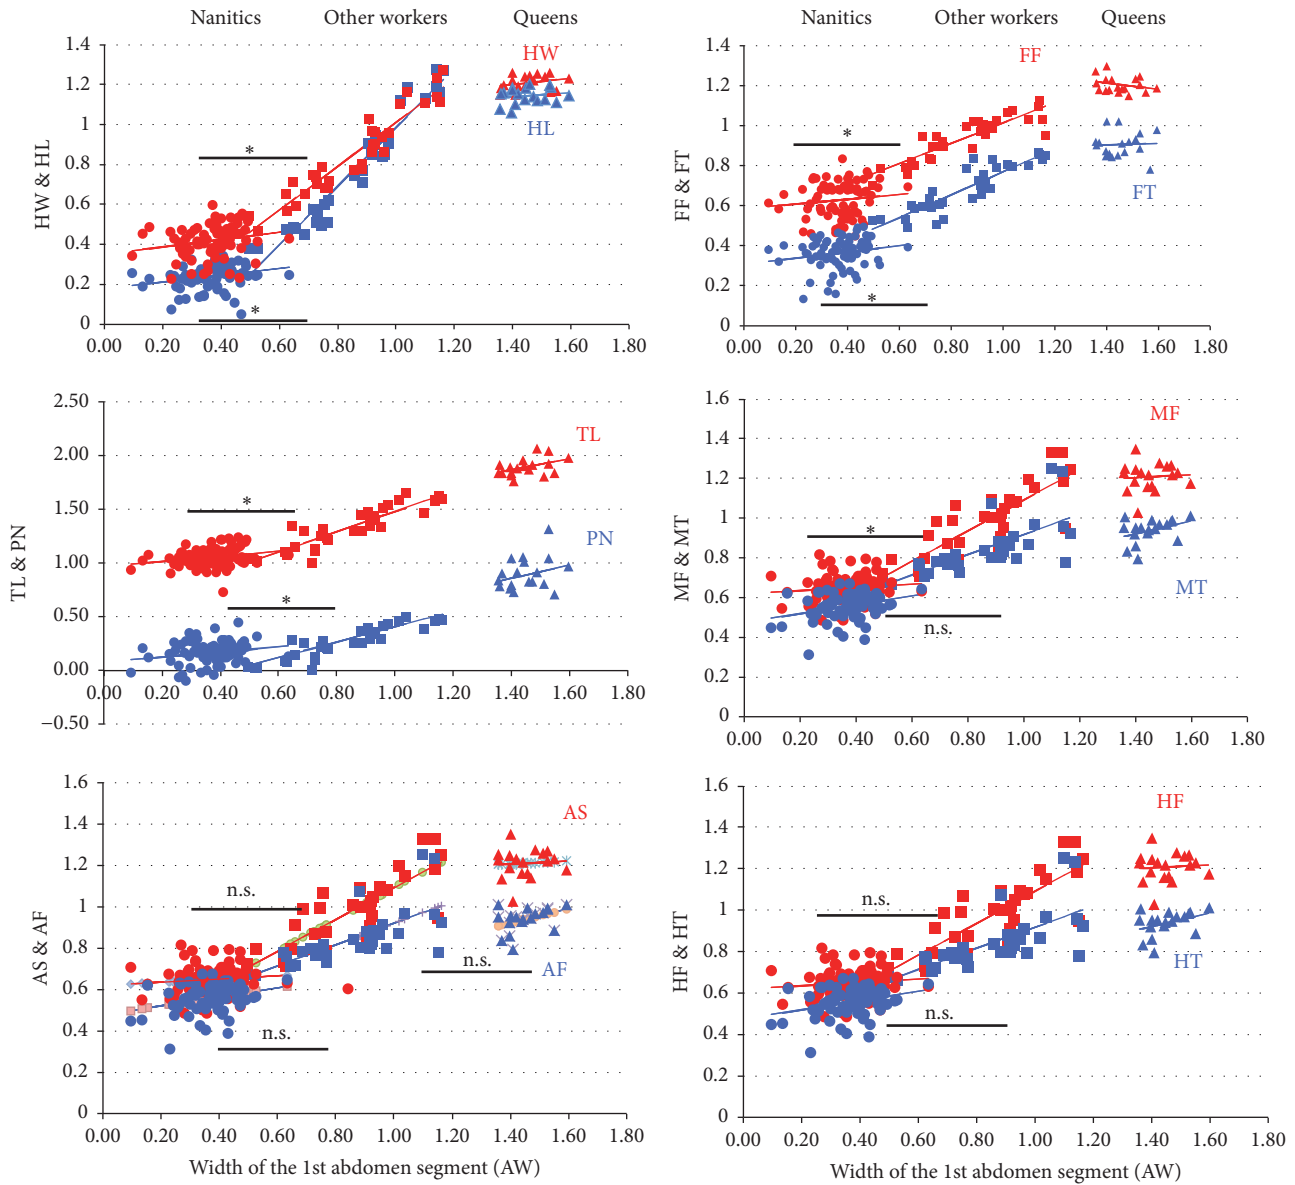 Nanitics Other workers Queens
HW & HL
1.4
1.2
1
0.8
0.6
0.4
0.2
0
HW
HL
*
*
0.00 0.20 0.40 0.60 0.80 1.00 1.20 1.40 1.60 1.80
Nanitics Other workers Queens
FF & FT
1.4
1.2
1
0.8
0.6
0.4
0.2
0
FF
FT
*
*
0.00 0.20 0.40 0.60 0.80 1.00 1.20 1.40 1.60 1.80
TL & PN
2.50
2.00
1.50
1.00
0.50
0.00
−0.50
TL
PN
*
*
0.00 0.20 0.40 0.60 0.80 1.00 1.20 1.40 1.60 1.80
MF & MT
1.6
1.4
1.2
1
0.8
0.6
0.4
0.2
0
MF
MT
*
n.s.
0.00 0.20 0.40 0.60 0.80 1.00 1.20 1.40 1.60 1.80
AS & AF
1.6
1.4
1.2
1
0.8
0.6
0.4
0.2
0
AS
n.s.
n.s.
AF
n.s.
0.00 0.20 0.40 0.60 0.80 1.00 1.20 1.40 1.60 1.80
Width of the 1st abdomen segment (AW)
HF & HT
1.6
1.4
1.2
1
0.8
0.6
0.4
0.2
0
HF
n.s.
HT
n.s.
0.00 0.20 0.40 0.60 0.80 1.00 1.20 1.40 1.60 1.80
Width of the 1st abdomen segment (AW)